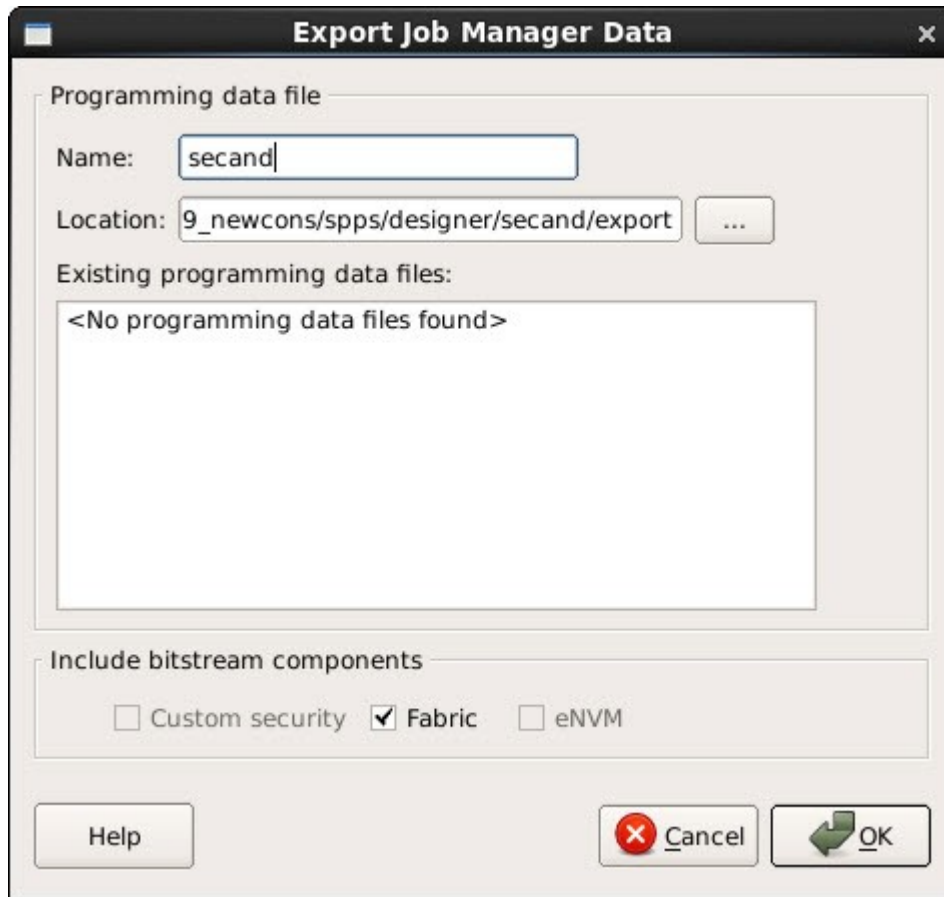 Export Job Manager Data
Programming data file
Name: secand
Location: 9_newcons/spps/designer/secand/export ...
Existing programming data files:
<No programming data files found>
Include bitstream components
Custom security Fabric eNVM
Help Cancel OK